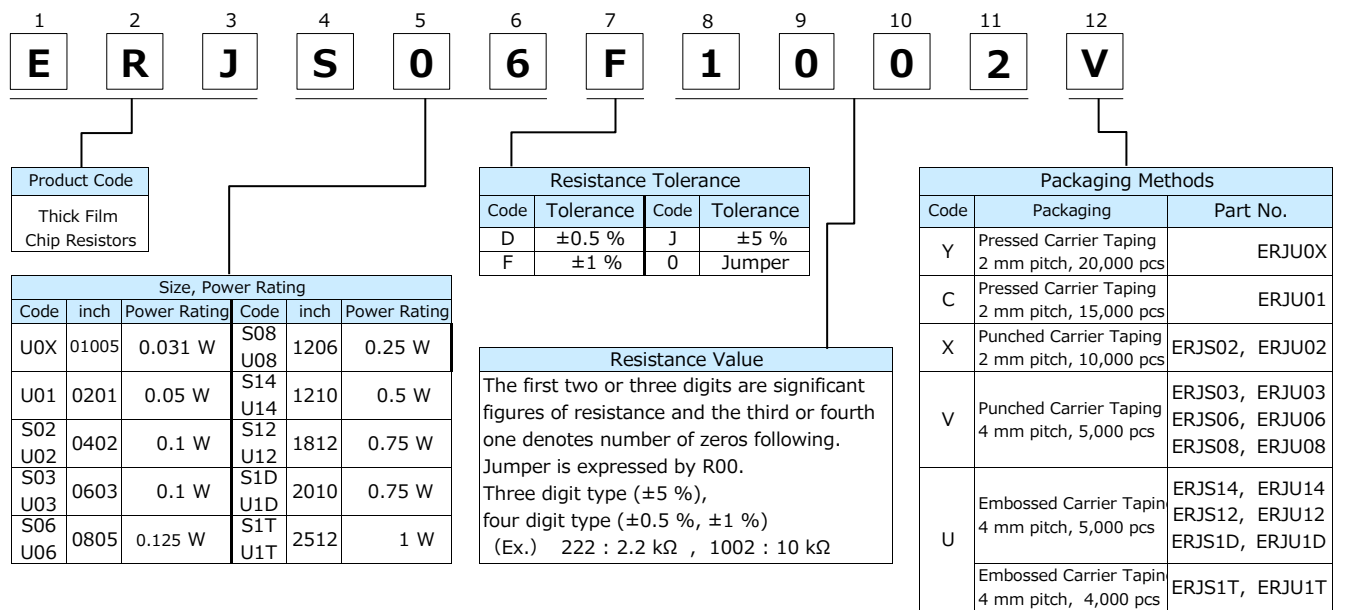 1 2 3 4 5 6 7 8 9 10 11 12
E R J S 0 6 F 1 0 0 2 V
Product Code
Thick Film
Chip Resistors
Size, Power Rating
Code inch Power Rating Code inch Power Rating
U0X 01005 0.031 W S08 U08 1206 0.25 W
U01 0201 0.05 W S14 U14 1210 0.5 W
S02 U02 0402 0.1 W S12 U12 1812 0.75 W
S03 U03 0603 0.1 W S1D U1D 2010 0.75 W
S06 U06 0805 0.125 W S1T U1T 2512 1 W
Resistance Tolerance
Code Tolerance Code Tolerance
D ±0.5 % J ±5 %
F ±1 % 0 Jumper
Resistance Value
The first two or three digits are significant
figures of resistance and the third or fourth
one denotes number of zeros following.
Jumper is expressed by R00.
Three digit type (±5 %),
four digit type (±0.5 %, ±1 %)
(Ex.) 222 : 2.2 kΩ , 1002 : 10 kΩ
Packaging Methods
Code Packaging Part No.
Y Pressed Carrier Taping
2 mm pitch, 20,000 pcs ERJU0X
C Pressed Carrier Taping
2 mm pitch, 15,000 pcs ERJU01
X Punched Carrier Taping
2 mm pitch, 10,000 pcs ERJS02, ERJU02
V Punched Carrier Taping
4 mm pitch, 5,000 pcs
ERJS03, ERJU03
ERJS06, ERJU06
ERJS08, ERJU08
U
Embossed Carrier Tapin
4 mm pitch, 5,000 pcs
ERJS14, ERJU14
ERJS12, ERJU12
ERJS1D, ERJU1D
Embossed Carrier Tapin
4 mm pitch, 4,000 pcs ERJS1T, ERJU1T